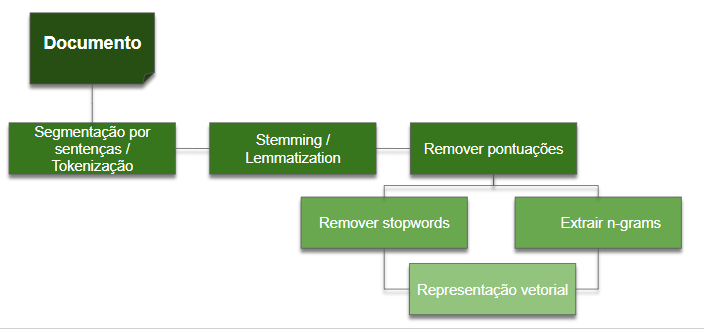 Documento
Segmentação por
sentenças /
Tokenização
Stemming /
Lemmatization
Remover pontuações
Remover stopwords
Extrair n-grams
Representação vetorial